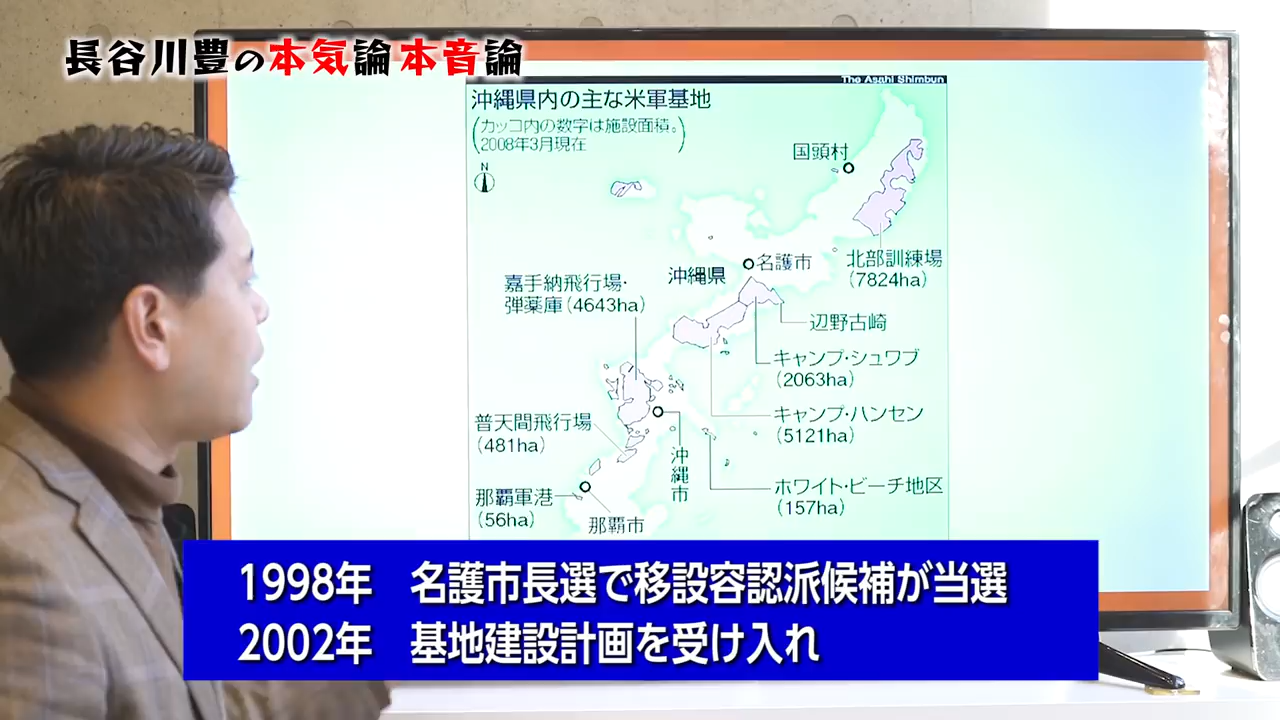 長谷川豊の本気論本音論
The Asahi Shimbun
沖縄県内の主な米軍基地
(カッコ内の数字は施設面積。
2008年3月現在)
N
国頭村
北部訓練場
(7824ha)
名護市
沖縄県
嘉手納飛行場・
弾薬庫(4643ha)
辺野古崎
キャンプ・シュワブ
(2063ha)
キャンプ・ハンセン
(5121ha)
普天間飛行場
(481ha)
沖縄市
ホワイト・ビーチ地区
(157ha)
那覇軍港
(56ha)
那覇市
1998年 名護市長選で移設容認派候補が当選
2002年 基地建設計画を受け入れ